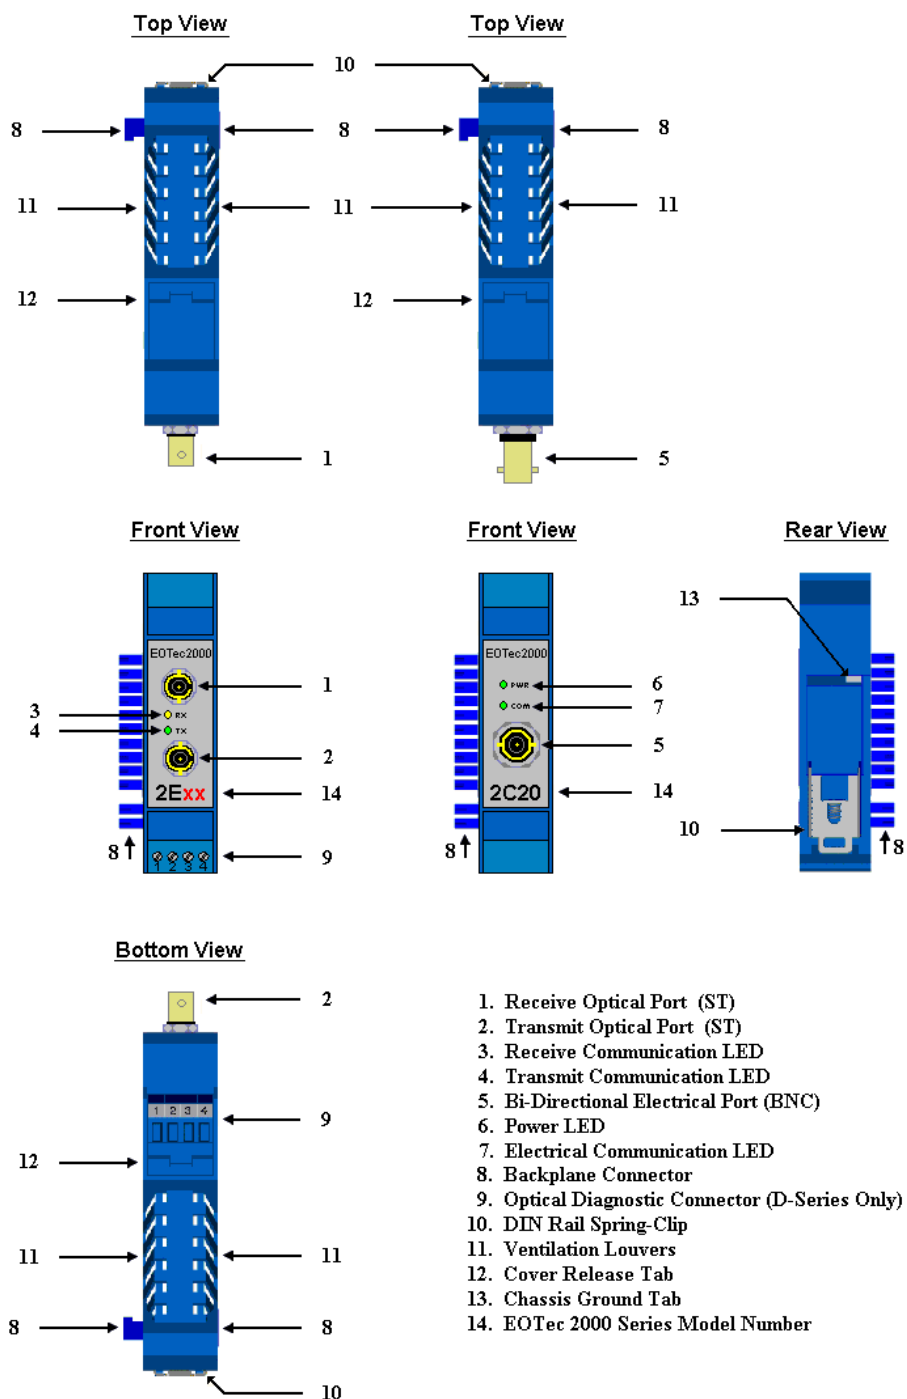 Top View Top View
10
8 8 8
11 11 11
12 12
1 5
Front View Front View Rear View
13
EOTec2000 EOTec2000
1 PWR 6
3 RX COM 7
4 TX
2 5
2Exx 14 2C20 14
10
8 9 8 8
1 2 3 4
Bottom View
2
1 2 3 4
9
12
11 11
8 8
10
1. Receive Optical Port (ST)
2. Transmit Optical Port (ST)
3. Receive Communication LED
4. Transmit Communication LED
5. Bi-Directional Electrical Port (BNC)
6. Power LED
7. Electrical Communication LED
8. Backplane Connector
9. Optical Diagnostic Connector (D-Series Only)
10. DIN Rail Spring-Clip
11. Ventilation Louvers
12. Cover Release Tab
13. Chassis Ground Tab
14. EOTec 2000 Series Model Number